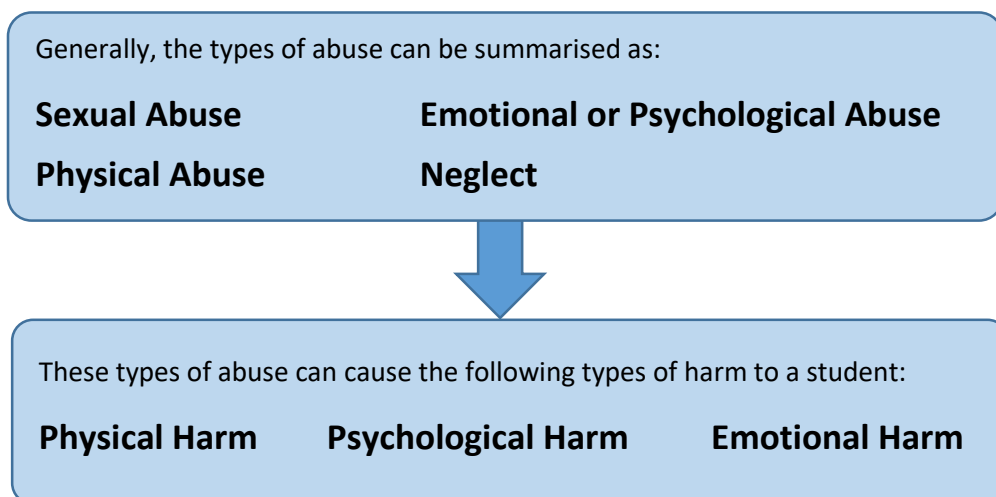 Generally, the types of abuse can be summarised as:
Sexual Abuse Emotional or Psychological Abuse
Physical Abuse Neglect
These types of abuse can cause the following types of harm to a student:
Physical Harm Psychological Harm Emotional Harm